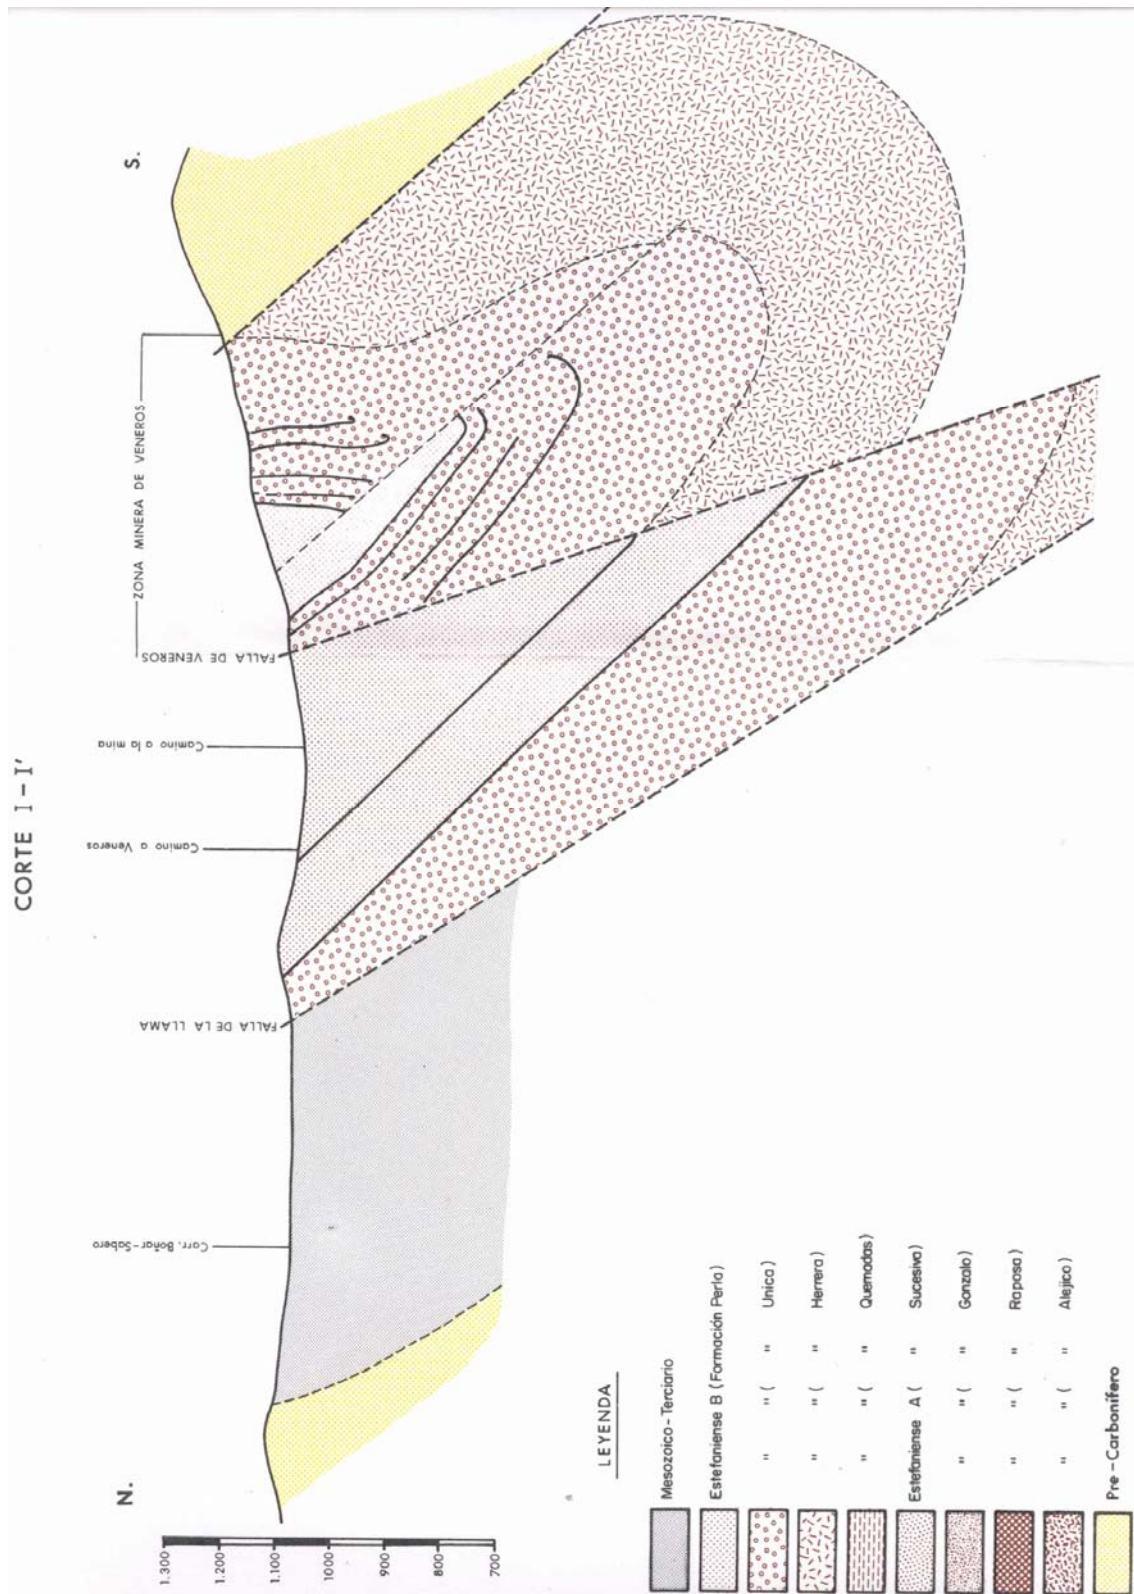 CORTE I-I'
N.
S.
Carr. Boñar-Sabero
FALLA DE LA LLAMA
Camino a Veneros
Camino a la mina
FALLA DE VENEROS
ZONA MINERA DE VENEROS
1.300
1.200
1.100
1000
900
800
700
LEYENDA
Mesozoico-Terciario
Estefaniense B (Formación Perla)
" " ( " Unica )
" " ( " Herrera )
" " ( " Quemadas )
Estefaniense A ( " Sucesiva )
" " ( " Gonzalo )
" " ( " Raposa )
" " ( " Alejico )
Pre-Carbonífero